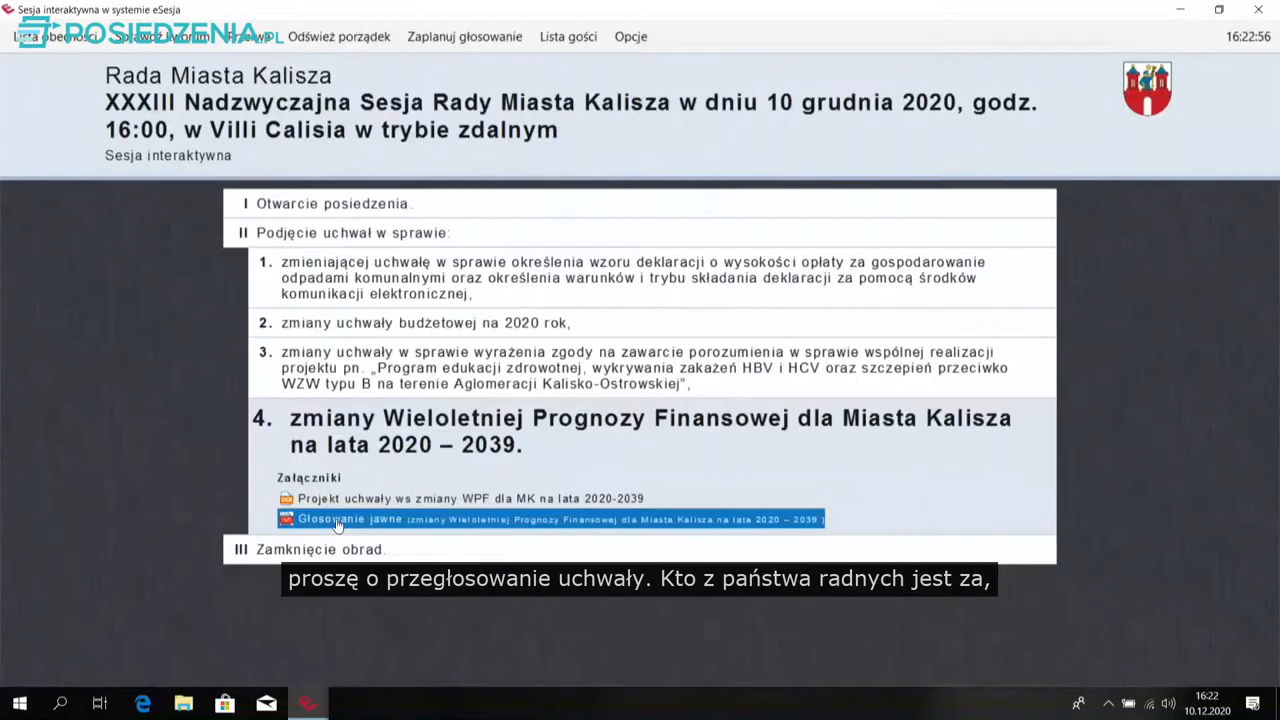 Sesja interaktywna w systemie eSesja
POSIEDZENIA.PL
Lista obecności Sprawdź kworum Przerwa Odśwież porządek Zaplanuj głosowanie Lista gości Opcje 16:22:56
Rada Miasta Kalisza
XXXIII Nadzwyczajna Sesja Rady Miasta Kalisza w dniu 10 grudnia 2020, godz.
16:00, w Villi Calisia w trybie zdalnym
Sesja interaktywna
I Otwarcie posiedzenia.
II Podjęcie uchwał w sprawie:
1. zmieniającej uchwałę w sprawie określenia wzoru deklaracji o wysokości opłaty za gospodarowanie
odpadami komunalnymi oraz określenia warunków i trybu składania deklaracji za pomocą środków
komunikacji elektronicznej,
2. zmiany uchwały budżetowej na 2020 rok,
3. zmiany uchwały w sprawie wyrażenia zgody na zawarcie porozumienia w sprawie wspólnej realizacji
projektu pn. „Program edukacji zdrowotnej, wykrywania zakażeń HBV i HCV oraz szczepień przeciwko
WZW typu B na terenie Aglomeracji Kalisko-Ostrowskiej”,
4. zmiany Wieloletniej Prognozy Finansowej dla Miasta Kalisza
na lata 2020 – 2039.
Załączniki
Projekt uchwały ws zmiany WPF dla MK na lata 2020-2039
Głosowanie jawne (zmiany Wieloletniej Prognozy Finansowej dla Miasta Kalisza na lata 2020 – 2039 )
III Zamknięcie obrad.
proszę o przegłosowanie uchwały. Kto z państwa radnych jest za,
16:22
10.12.2020